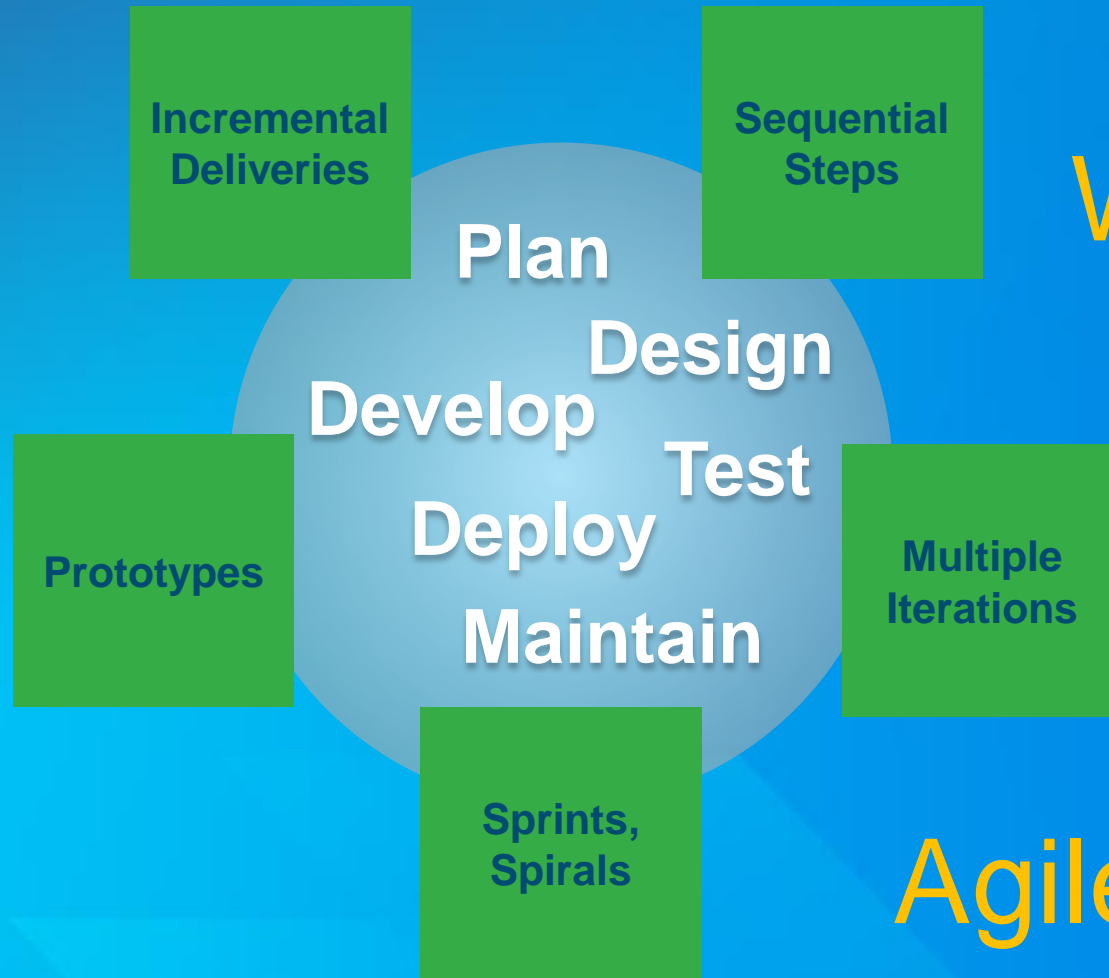 Incremental
Deliveries
Sequential
Steps
W
Plan
Design
Develop
Test
Deploy
Prototypes
Multiple
Iterations
Maintain
Sprints,
Spirals
Agile